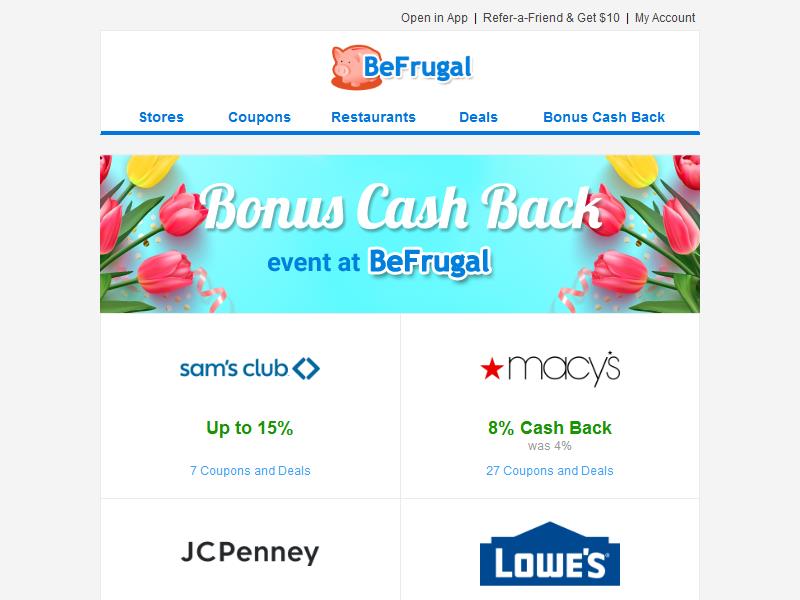 Open in App | Refer-a-Friend & Get $10 | My Account
BeFrugal
Stores Coupons Restaurants Deals Bonus Cash Back
Bonus Cash Back
event at BeFrugal
sam's club
macy's
Up to 15%
8% Cash Back
was 4%
7 Coupons and Deals
27 Coupons and Deals
JCPenney
LOWE'S